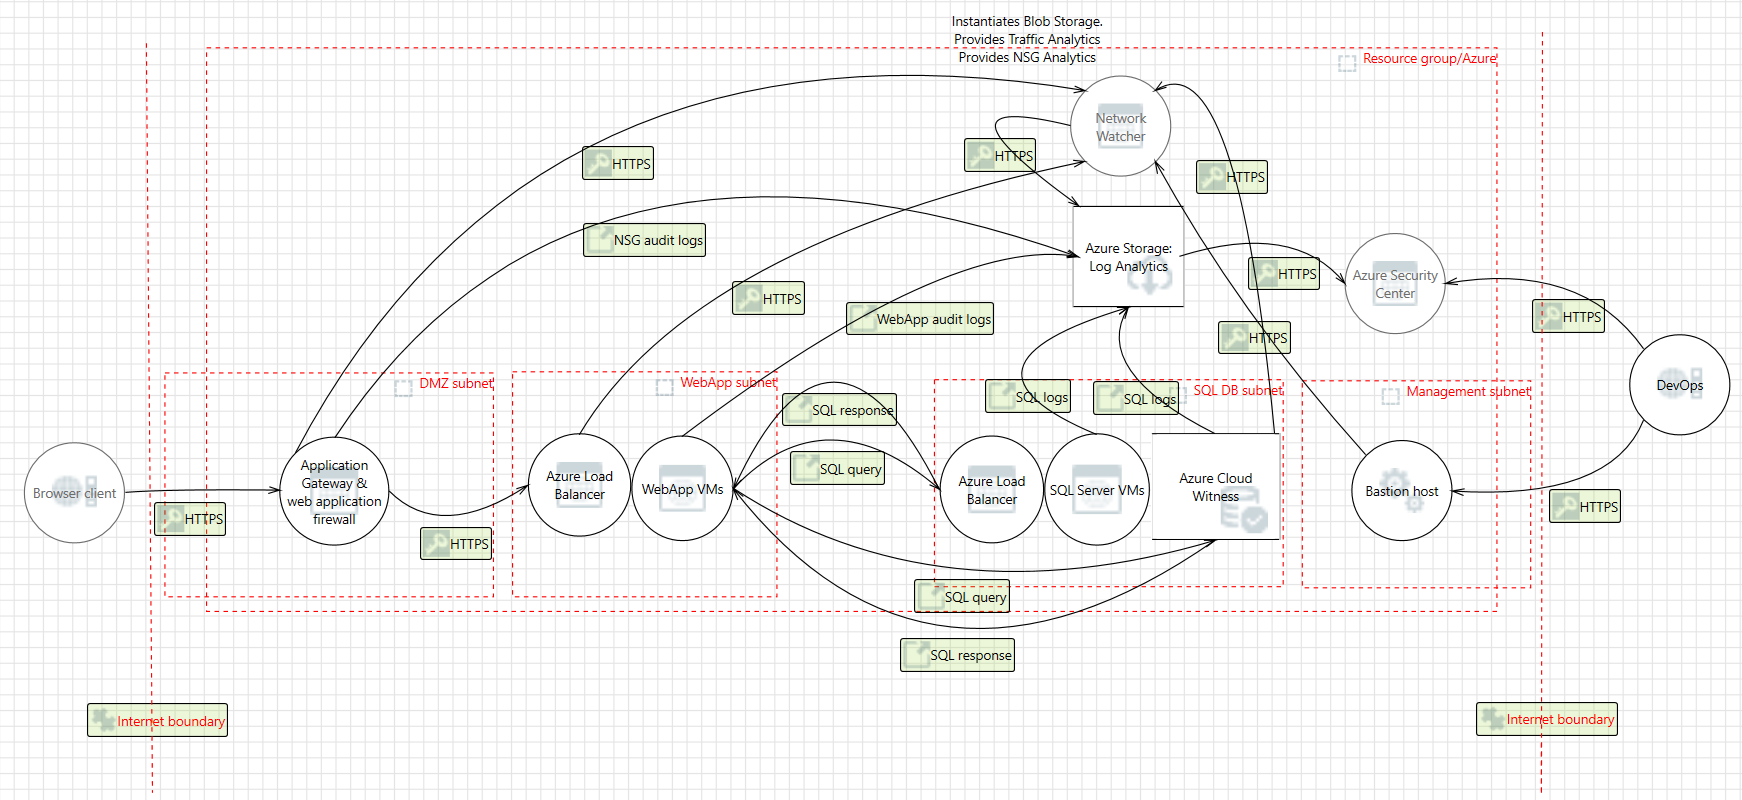 Instantiates Blob Storage.
Provides Traffic Analytics
Provides NSG Analytics
Resource group/Azure
Network
Watcher
HTTPS
HTTPS
HTTPS
NSG audit logs
Azure Storage:
Log Analytics
HTTPS
Azure Security
Center
HTTPS
WebApp audit logs
HTTPS
HTTPS
DMZ subnet
WebApp subnet
SQL response
SQL logs
SQL logs
SQL DB subnet
Management subnet
DevOps
Browser client
Application
Gateway &
web application
firewall
Azure Load
Balancer
WebApp VMs
SQL query
Azure Load
Balancer
SQL Server VMs
Azure Cloud
Witness
Bastion host
HTTPS
HTTPS
HTTPS
SQL query
SQL response
Internet boundary
Internet boundary